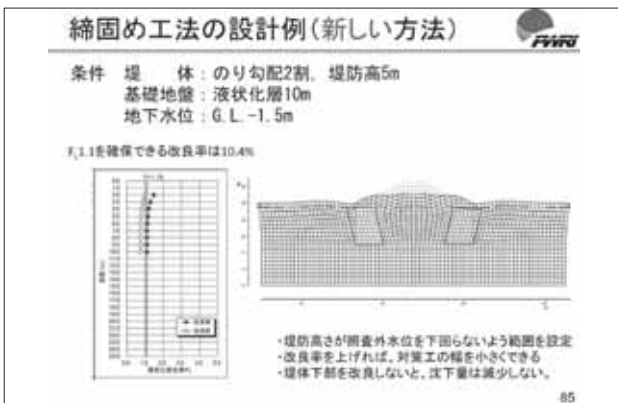 締固め工法の設計例(新しい方法)
PWRI
条件 堤 体:のり勾配2割, 堤防高5m
基礎地盤:液状化層10m
地下水位:G.L.-1.5m
FL1.1を確保できる改良率は10.4%
・堤防高さが照査外水位を下回らないよう範囲を設定
・改良率を上げれば、対策工の幅を小さくできる
・堤体下部を改良しないと、沈下量は減少しない。
85